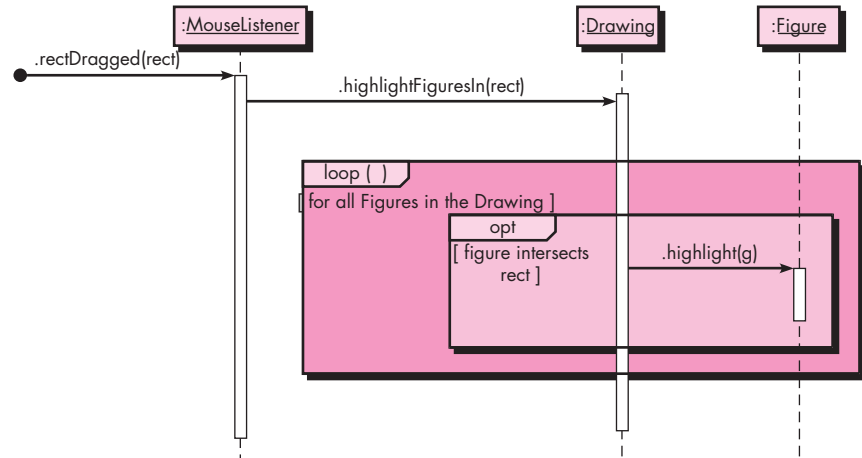 :MouseListener
:Drawing
:Figure
.rectDragged(rect)
.highlightFiguresIn(rect)
loop ( )
[ for all Figures in the Drawing ]
opt
[ figure intersects
rect ]
.highlight(g)